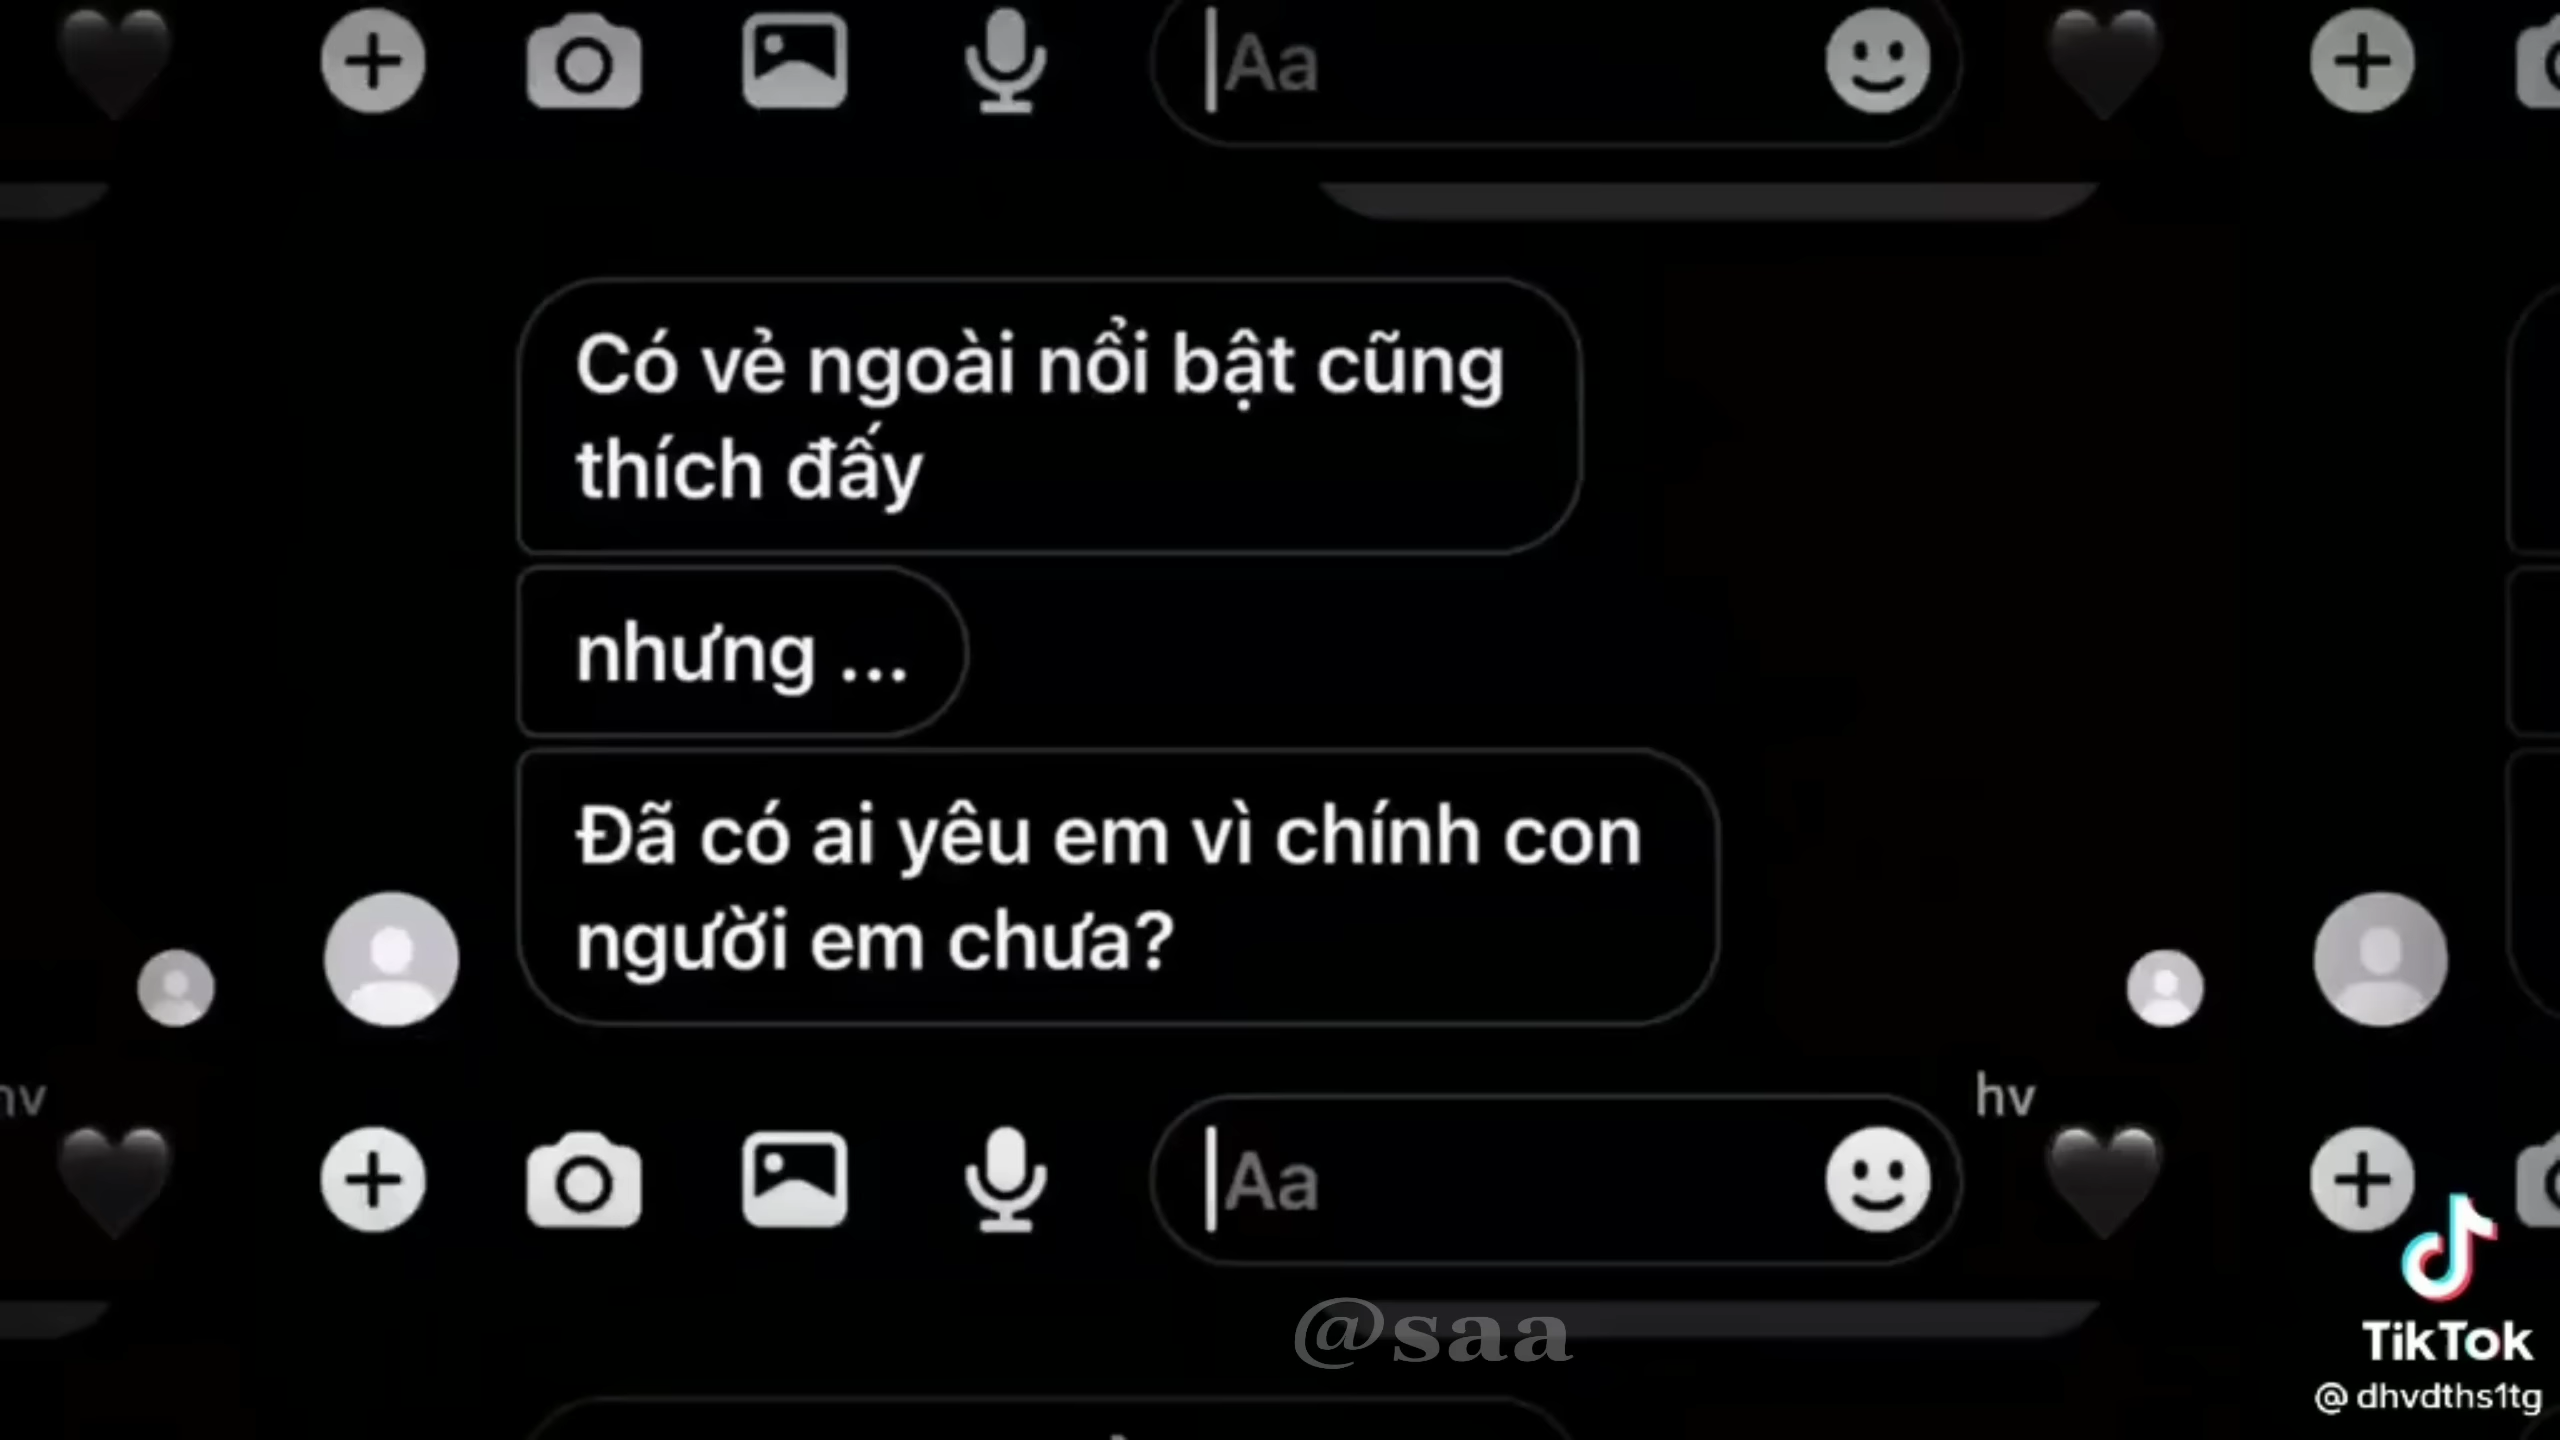 Aa
Có vẻ ngoài nổi bật cũng
thích đấy
nhưng ...
Đã có ai yêu em vì chính con
người em chưa?
hv
Aa
@saa
TikTok
@dhvdths1tg